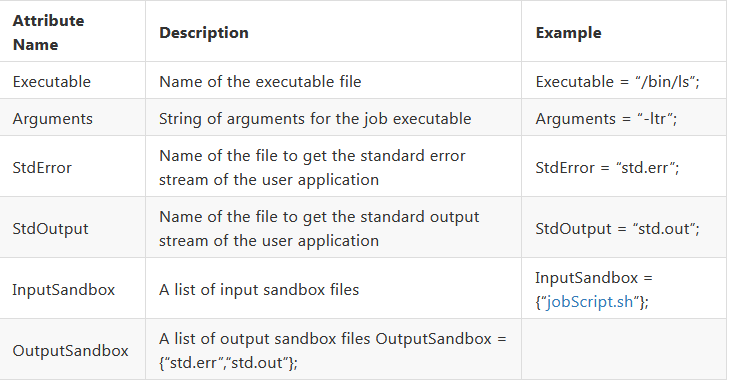 Attribute Name Description Example
Executable Name of the executable file Executable = “/bin/ls”;
Arguments String of arguments for the job executable Arguments = “-ltr”;
StdError Name of the file to get the standard error stream of the user application StdError = “std.err”;
StdOutput Name of the file to get the standard output stream of the user application StdOutput = “std.out”;
InputSandbox A list of input sandbox files InputSandbox = {“jobScript.sh”};
OutputSandbox A list of output sandbox files OutputSandbox = {“std.err”,”std.out”};